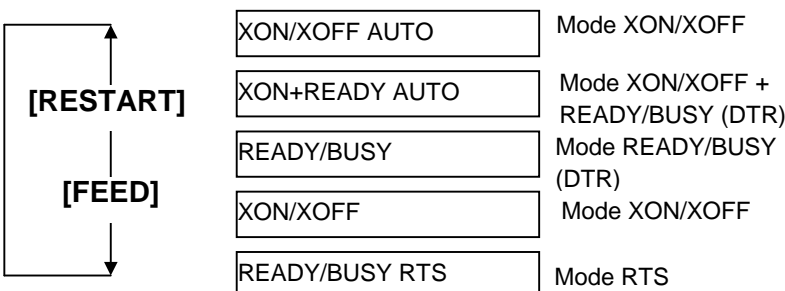 XON/XOFF AUTO Mode XON/XOFF
[RESTART] XON+READY AUTO Mode XON/XOFF +
READY/BUSY (DTR)
READY/BUSY Mode READY/BUSY
(DTR)
[FEED]
XON/XOFF Mode XON/XOFF
READY/BUSY RTS Mode RTS